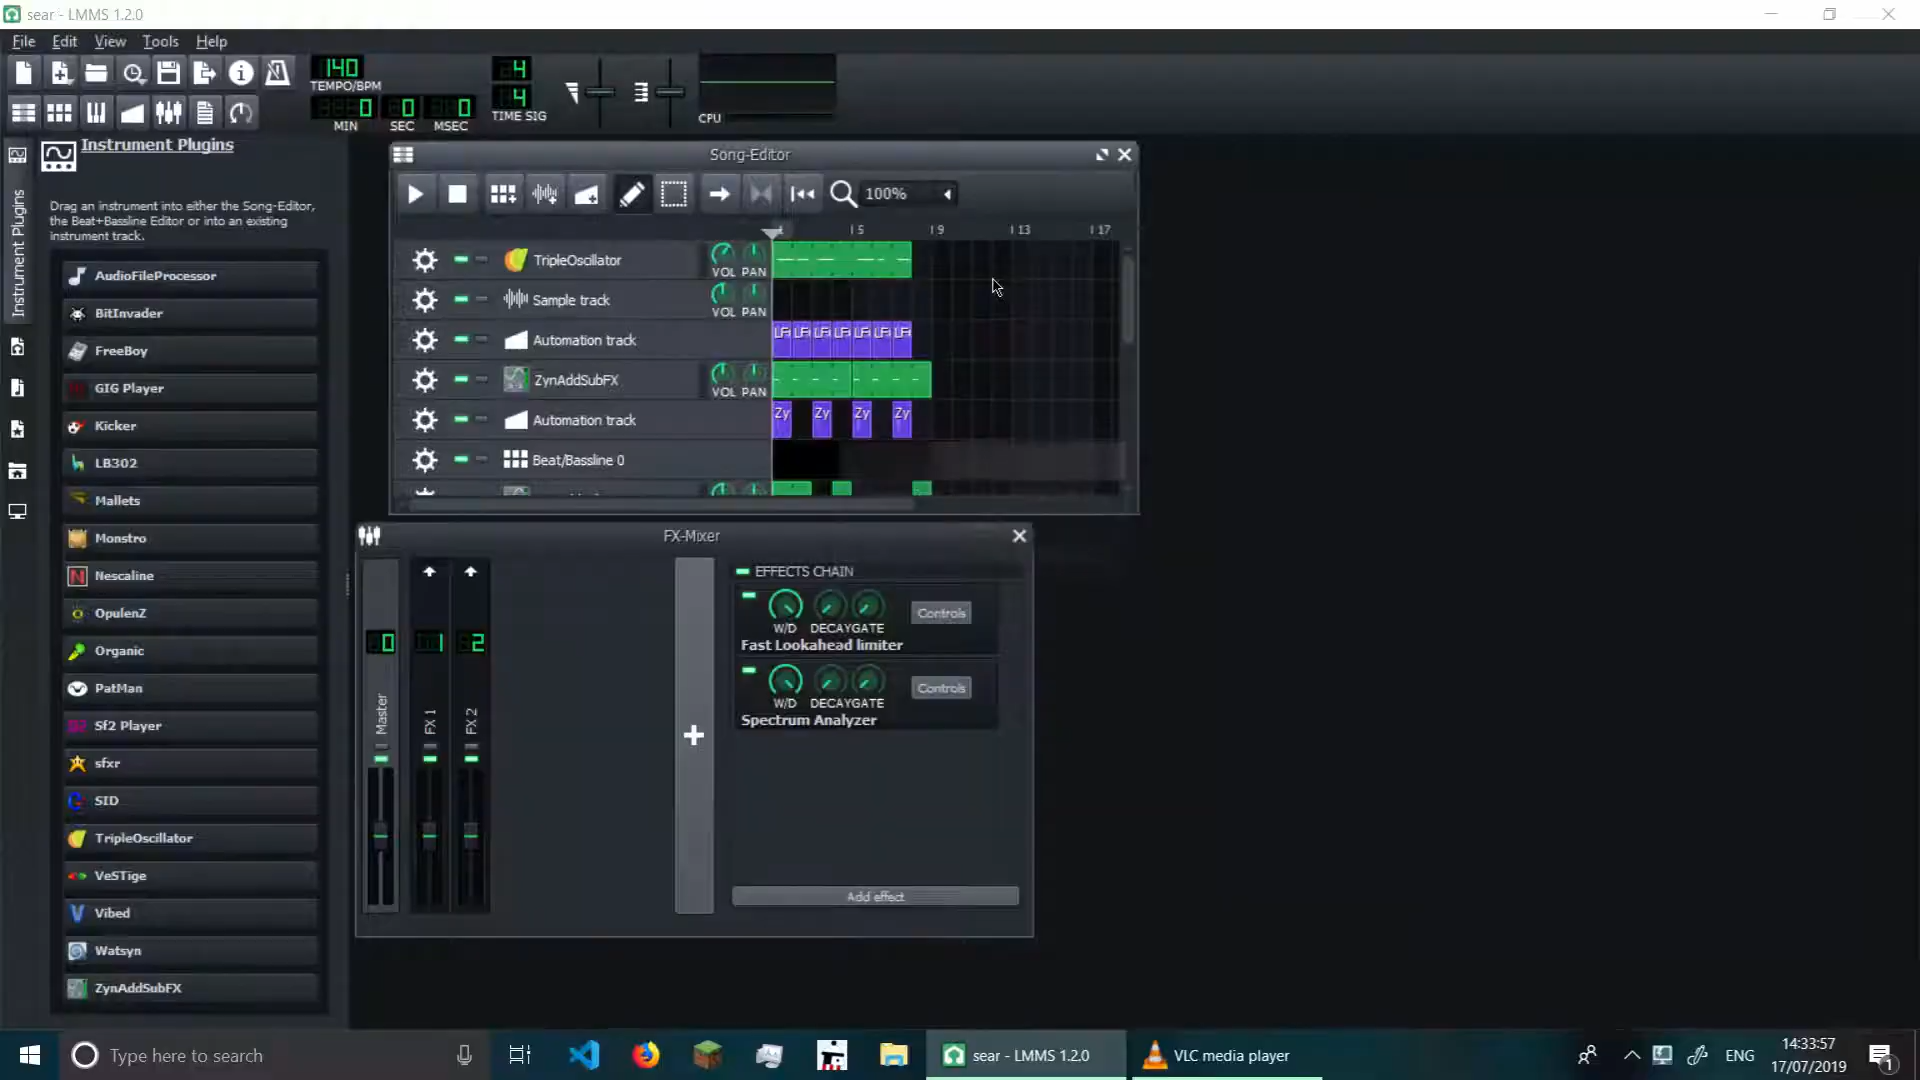 sear - LMMS 1.2.0
File Edit View Tools Help
140
TEMPO/BPM
0 0 0
MIN SEC MSEC
4
4
TIME SIG
CPU
Instrument Plugins
Instrument Plugins
Drag an instrument into either the Song-Editor,
the Beat+Bassline Editor or into an existing
instrument track.
AudioFileProcessor
BitInvader
FreeBoy
GIG Player
Kicker
LB302
Mallets
Monstro
Nescaline
OpulenZ
Organic
PatMan
Sf2 Player
sfxr
SID
TripleOscillator
VeSTige
Vibed
Watsyn
ZynAddSubFX
Song-Editor
100%
5 9 13 17
TripleOscillator VOL PAN
Sample track VOL PAN
Automation track
ZynAddSubFX VOL PAN
Automation track Zy Zy Zy Zy
Beat/Bassline 0
FX-Mixer
0 1 2
Master FX 1 FX 2
EFFECTS CHAIN
W/D DECAY GATE Controls
Fast Lookahead limiter
W/D DECAY GATE Controls
Spectrum Analyzer
Add effect
Type here to search
sear - LMMS 1.2.0
VLC media player
ENG
14:33:57
17/07/2019
1